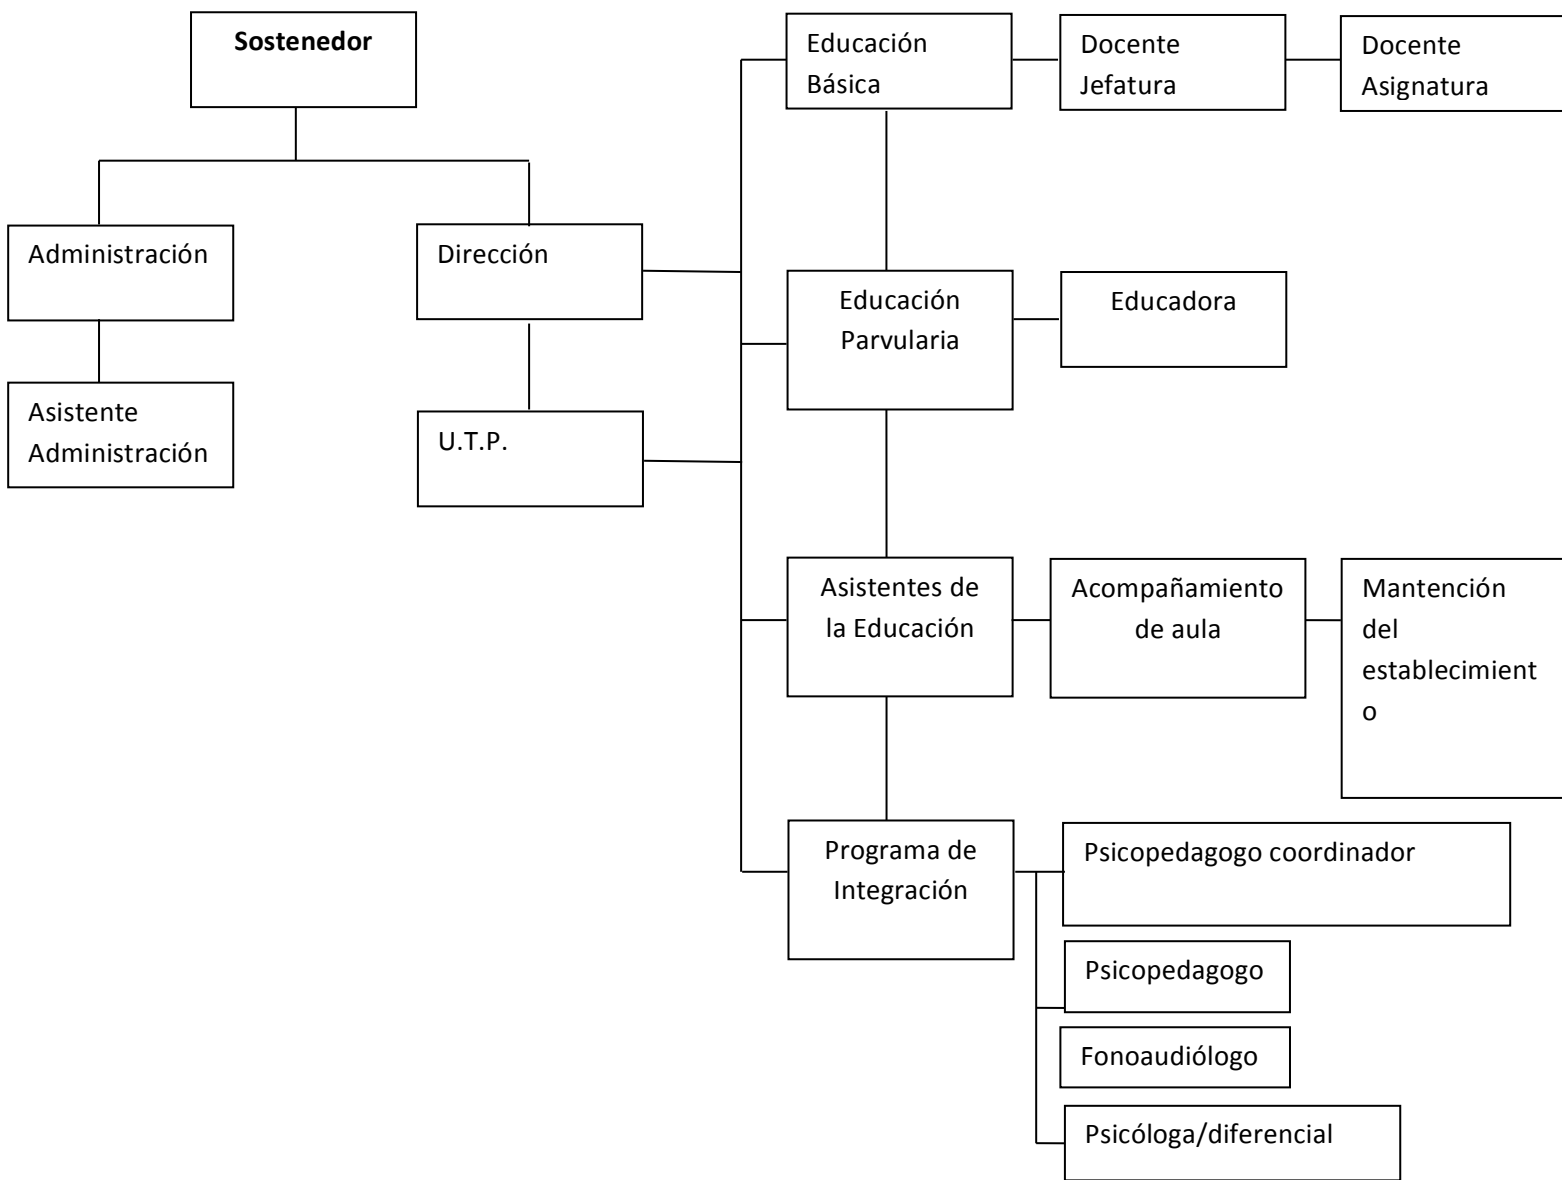 Sostenedor
Educación
Básica
Docente
Jefatura
Docente
Asignatura
Administración
Dirección
Educación
Parvularia
Educadora
Asistente
Administración
U.T.P.
Asistentes de
la Educación
Acompañamiento
de aula
Mantención
del
establecimient
o
Programa de
Integración
Psicopedagogo coordinador
Psicopedagogo
Fonoaudiólogo
Psicóloga/diferencial